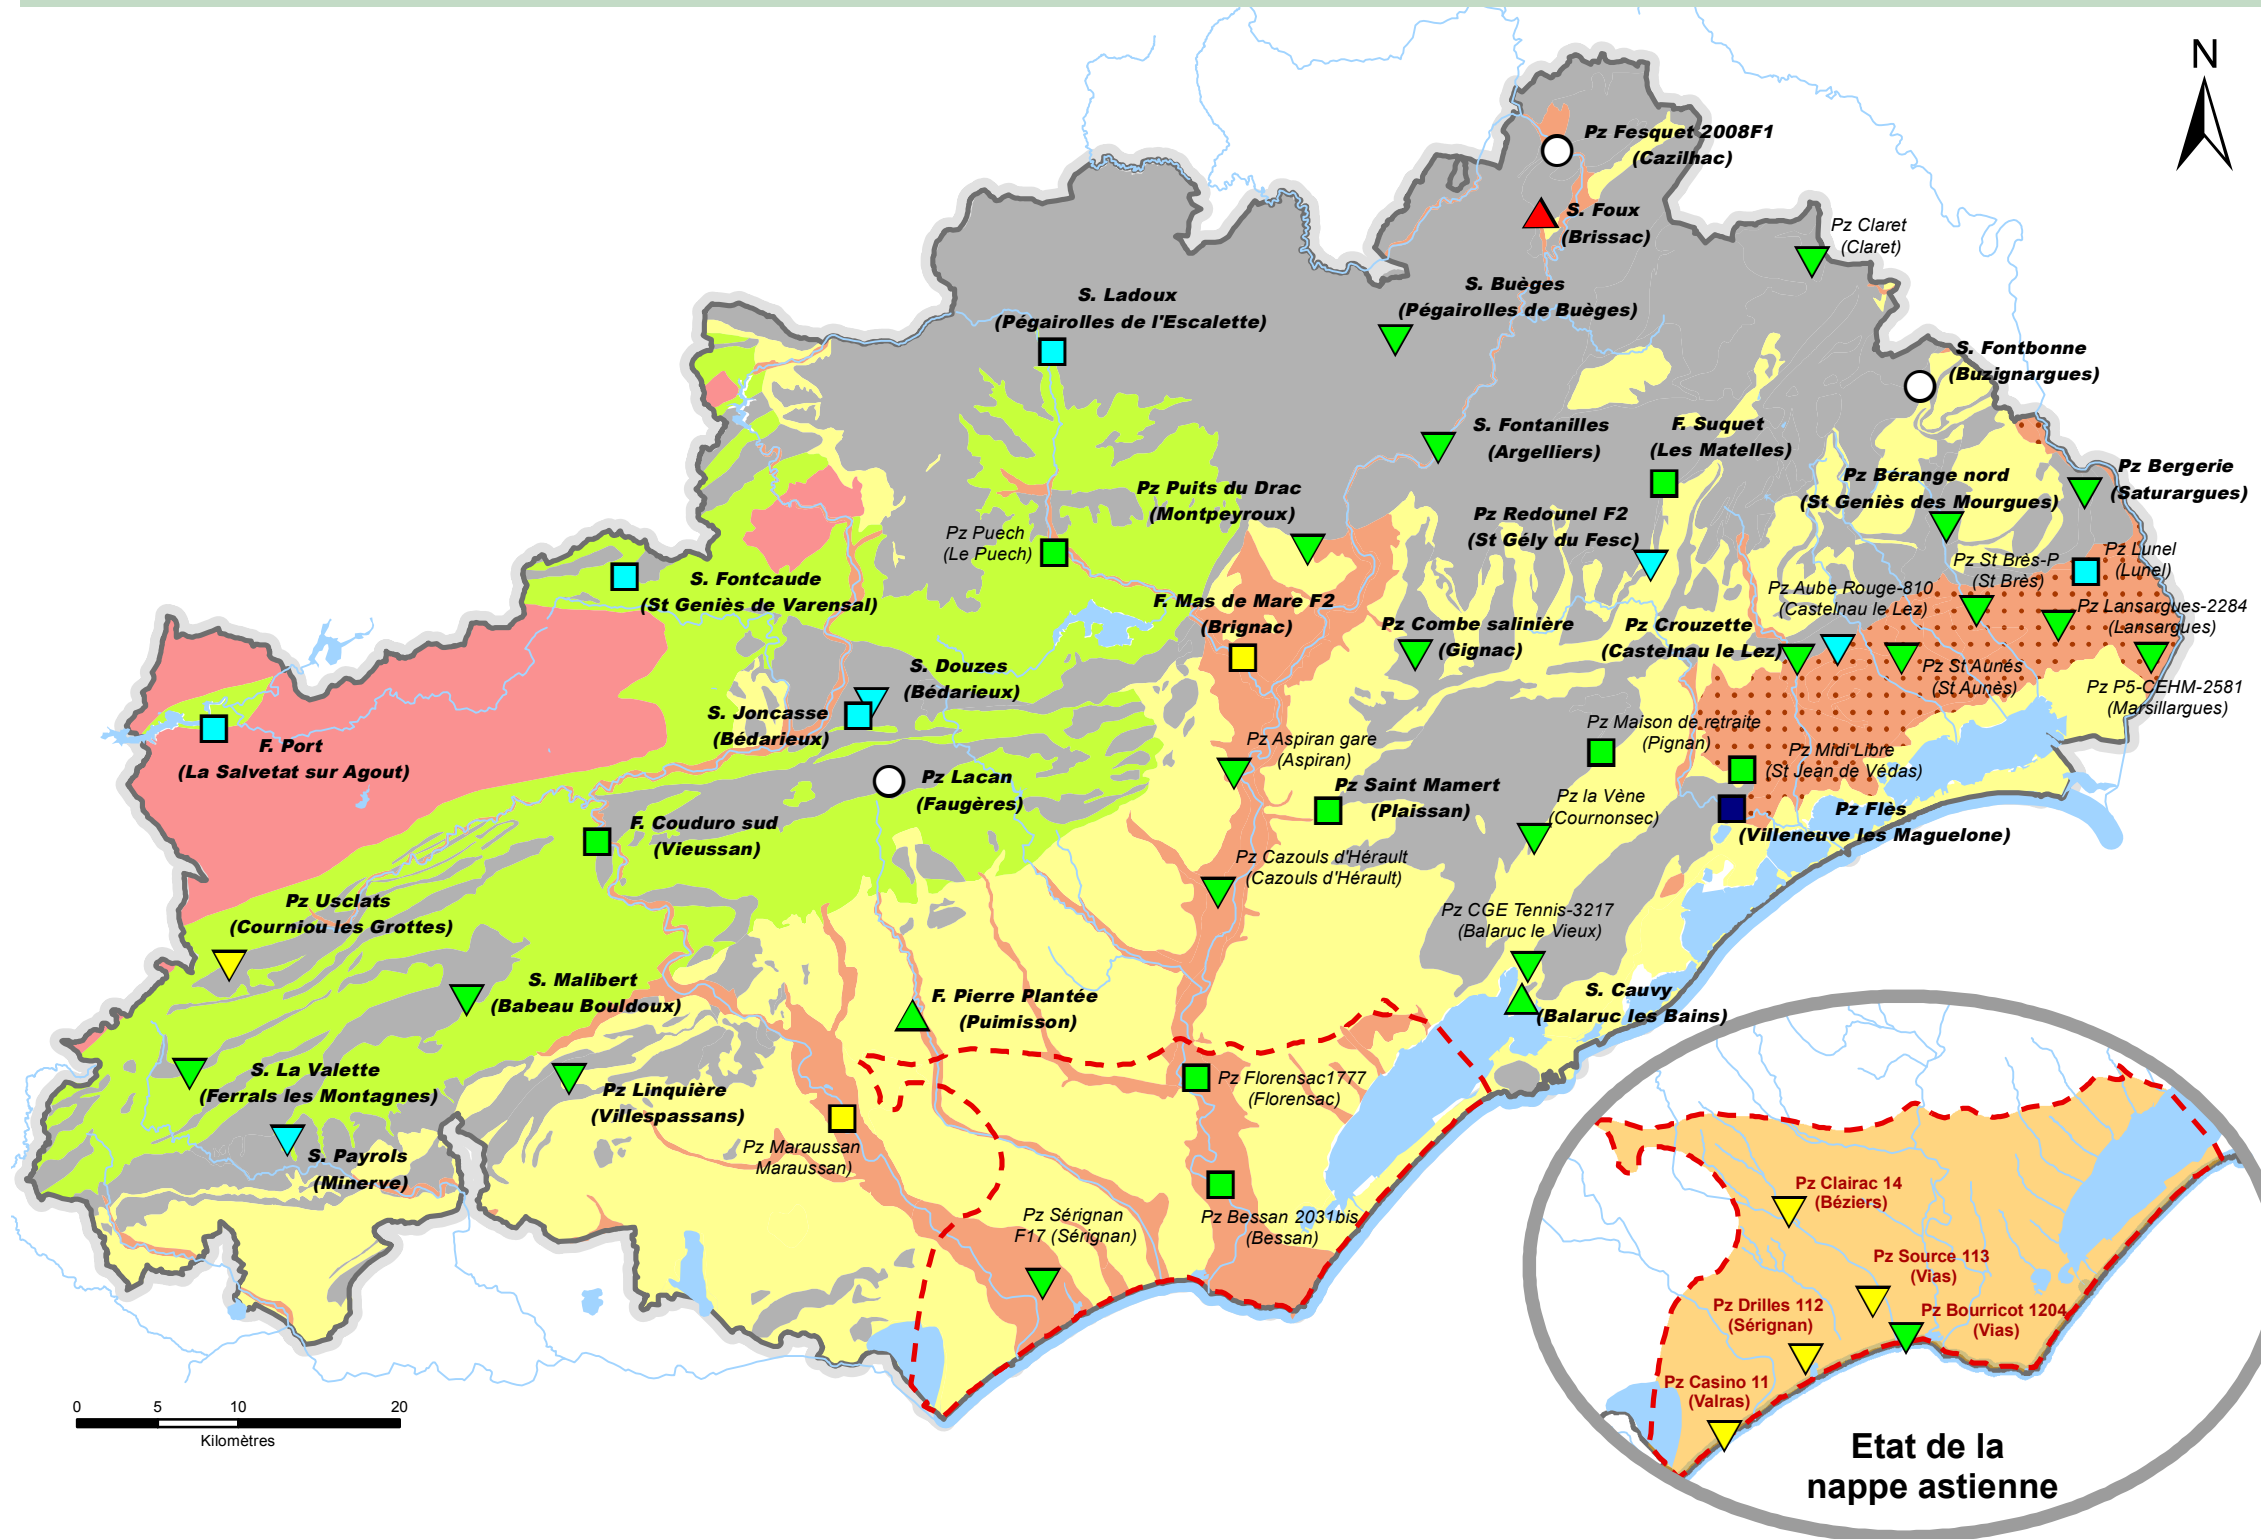 N
Pz Fesquet 2008F1
(Cazilhac)
S. Foux
(Brissac)
Pz Claret
(Claret)
S. Buèges
(Pégairolles de Buèges)
S. Ladoux
(Pégairolles de l'Escalette)
S. Fontbonne
(Buzignargues)
S. Fontanilles
(Argelliers)
F. Suquet
(Les Matelles)
Pz Bergerie
(Saturargues)
Pz Bérange nord
(St Geniès des Mourgues)
Pz Puits du Drac
(Montpeyroux)
Pz Redounel F2
(St Gély du Fesc)
Pz Puech
(Le Puech)
Pz Lunel
(Lunel)
Pz St Brès-P
(St Brès)
S. Fontcaude
(St Geniès de Varensal)
Pz Aube Rouge-810
(Castelnau le Lez)
F. Mas de Mare F2
(Brignac)
Pz Lansargues-2284
(Lansargues)
Pz Combe salinière
(Gignac)
Pz Crouzette
(Castelnau le Lez)
S. Douzes
(Bédarieux)
Pz St Aunés
(St Aunès)
Pz P5-CEHM-2581
(Marsillargues)
S. Joncasse
(Bédarieux)
Pz Maison de retraite
(Pignan)
F. Port
(La Salvetat sur Agout)
Pz Aspiran gare
(Aspiran)
Pz Midi Libre
(St Jean de Védas)
Pz Lacan
(Faugères)
Pz Saint Mamert
(Plaissan)
Pz la Vène
(Cournonsec)
Pz Flès
(Villeneuve les Maguelone)
F. Couduro sud
(Vieussan)
Pz Cazouls d'Hérault
(Cazouls d'Hérault)
Pz Usclats
(Courniou les Grottes)
Pz CGE Tennis-3217
(Balaruc le Vieux)
S. Malibert
(Babeau Bouldoux)
F. Pierre Plantée
(Puimisson)
S. Cauvy
(Balaruc les Bains)
S. La Valette
(Ferrals les Montagnes)
Pz Linquière
(Villespassans)
Pz Florensac1777
(Florensac)
Pz Maraussan
Maraussan)
S. Payrols
(Minerve)
Pz Sérignan
F17 (Sérignan)
Pz Bessan 2031bis
(Bessan)
Pz Clairac 14
(Béziers)
Pz Source 113
(Vias)
Pz Drilles 112
(Sérignan)
Pz Bourricot 1204
(Vias)
Pz Casino 11
(Valras)
Etat de la
nappe astienne
0 5 10 20
Kilomètres